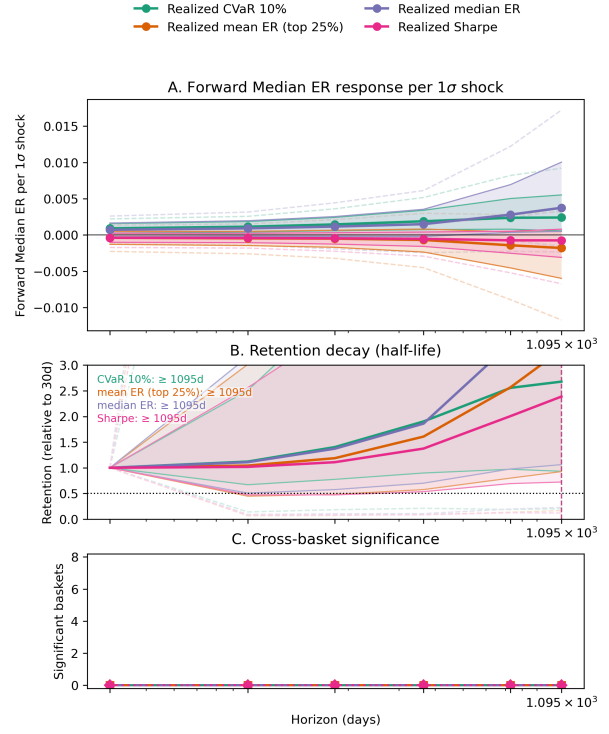 Realized CVaR 10%
Realized mean ER (top 25%)
Realized median ER
Realized Sharpe
A. Forward Median ER response per 1σ shock
Forward Median ER per 1σ shock
0.015
0.010
0.005
0.000
−0.005
−0.010
1.095 × 10³
B. Retention decay (half-life)
Retention (relative to 30d)
3.0
2.5
2.0
1.5
1.0
0.5
0.0
CVaR 10%: ≥ 1095d
mean ER (top 25%): ≥ 1095d
median ER: ≥ 1095d
Sharpe: ≥ 1095d
1.095 × 10³
C. Cross-basket significance
Significant baskets
8
6
4
2
0
1.095 × 10³
Horizon (days)